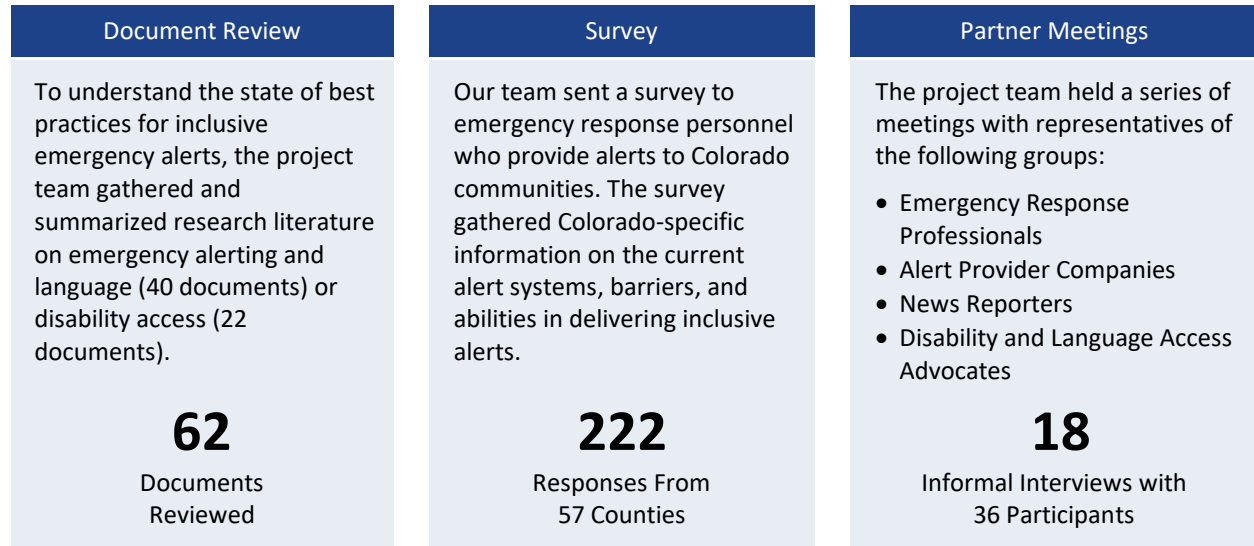 Document Review
To understand the state of best
practices for inclusive
emergency alerts, the project
team gathered and
summarized research literature
on emergency alerting and
language (40 documents) or
disability access (22
documents).
62
Documents
Reviewed
Survey
Our team sent a survey to
emergency response personnel
who provide alerts to Colorado
communities. The survey
gathered Colorado-specific
information on the current
alert systems, barriers, and
abilities in delivering inclusive
alerts.
222
Responses From
57 Counties
Partner Meetings
The project team held a series of
meetings with representatives of
the following groups:
• Emergency Response
Professionals
• Alert Provider Companies
• News Reporters
• Disability and Language Access
Advocates
18
Informal Interviews with
36 Participants